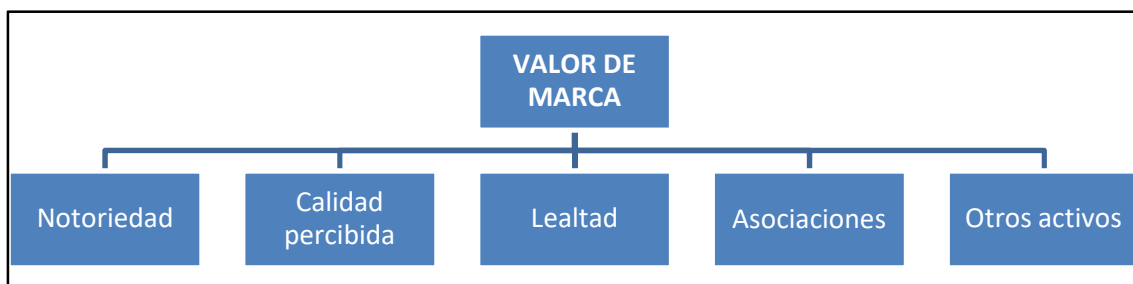 VALOR DE
MARCA
Notoriedad
Calidad
percibida
Lealtad
Asociaciones
Otros activos